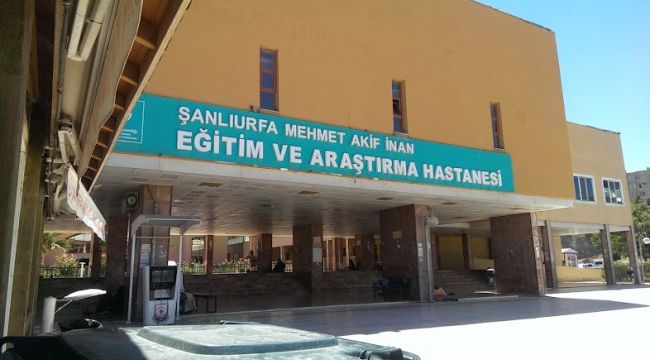 ŞANLIURFA MEHMET AKİF İNAN
EĞİTİM VE ARAŞTIRMA HASTANESİ